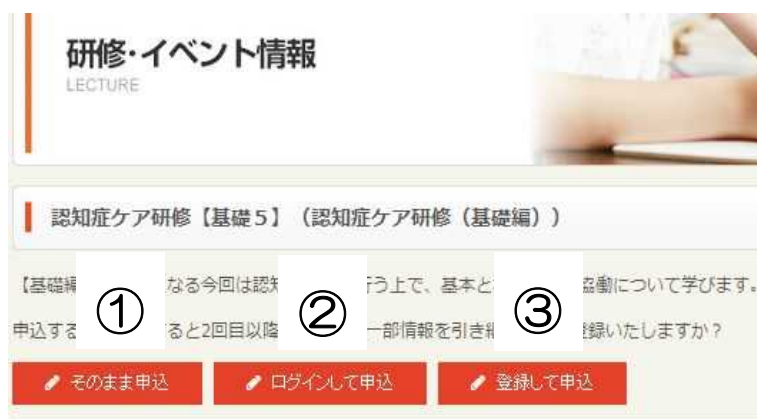 研修・イベント情報
LECTURE
認知症ケア研修【基礎5】（認知症ケア研修（基礎編））
【基礎 なる今回は認 う上で、基本と 協働について学びます。
① ② ③
申込する ると2回目以降 一部情報を引き 録いたしますか？
そのまま申込 ログインして申込 登録して申込